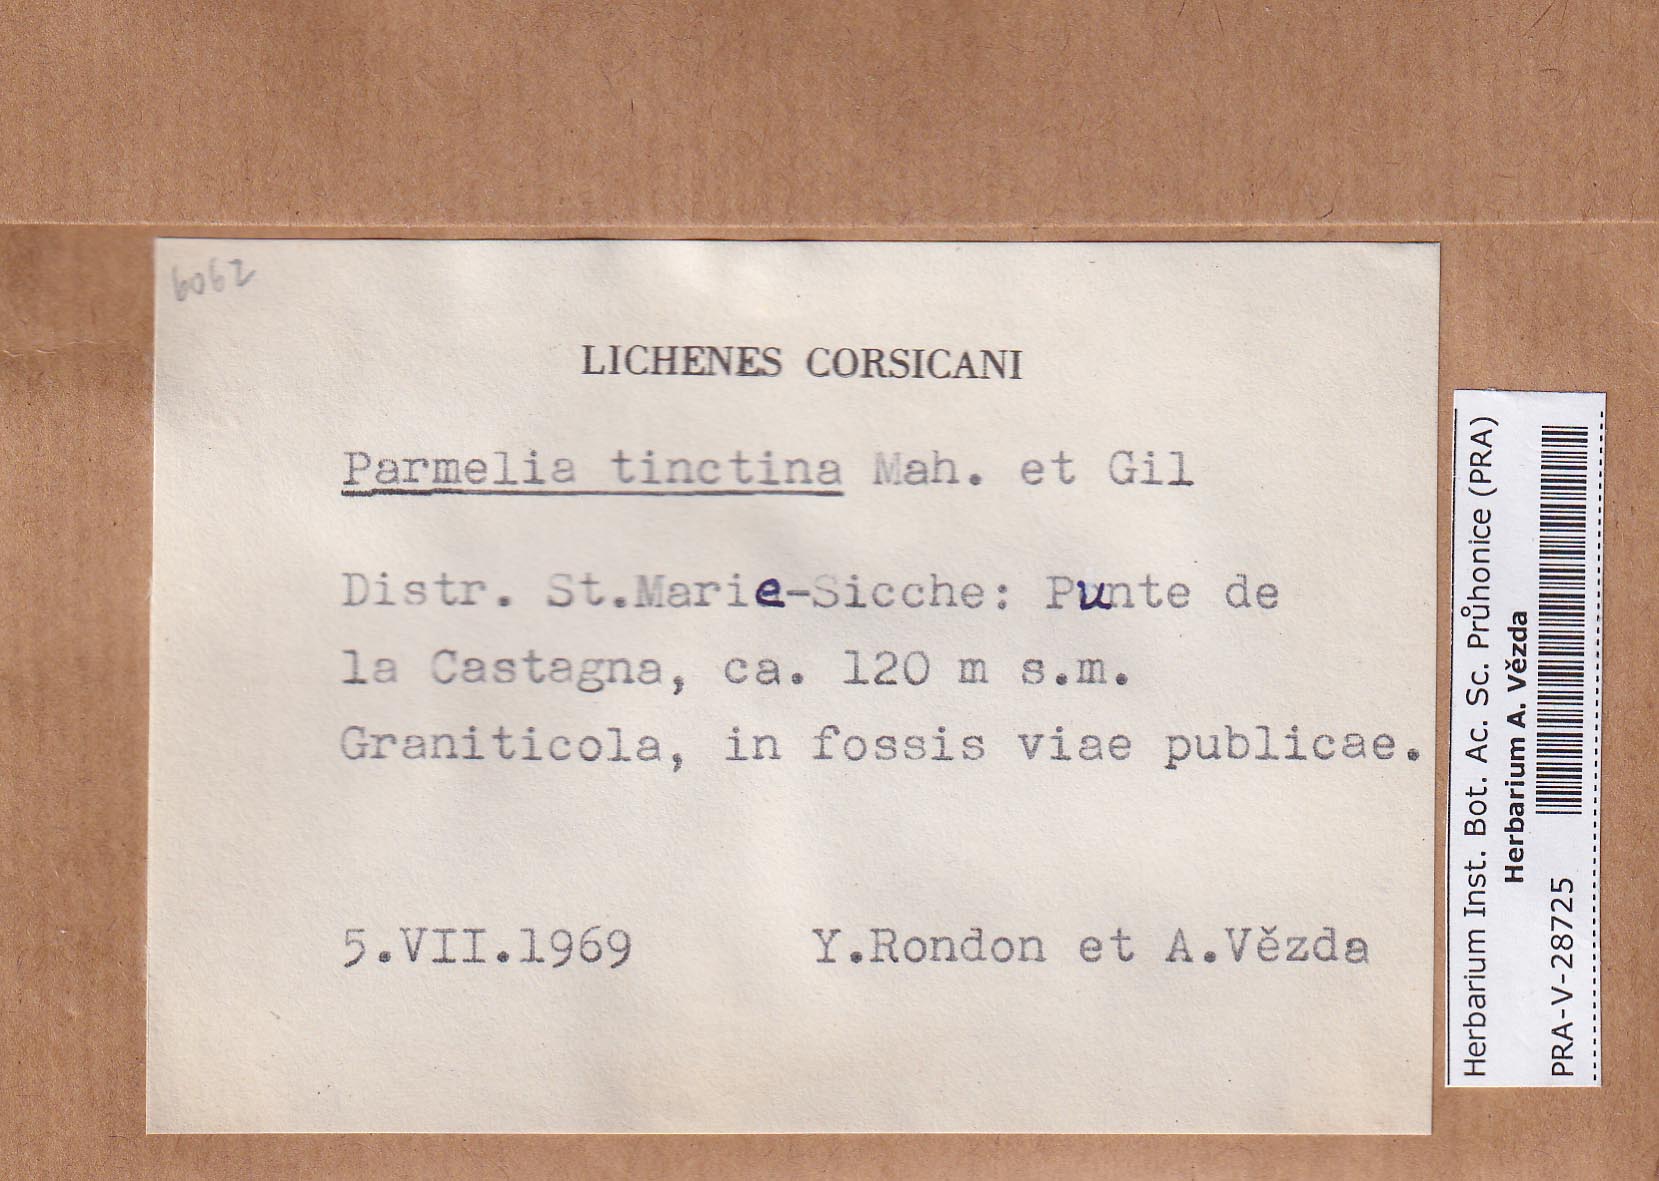 6062
LICHENES CORSICANI
Parmelia tinctina Mah. et Gil
Distr. St.Marie-Sicche: Punte de
la Castagna, ca. 120 m s.m.
Graniticola, in fossis viae publicae.
5.VII.1969 Y.Rondon et A.Vězda
Herbarium Inst. Bot. Ac. Sc. Průhonice (PRA)
Herbarium A. Vězda
PRA-V-28725